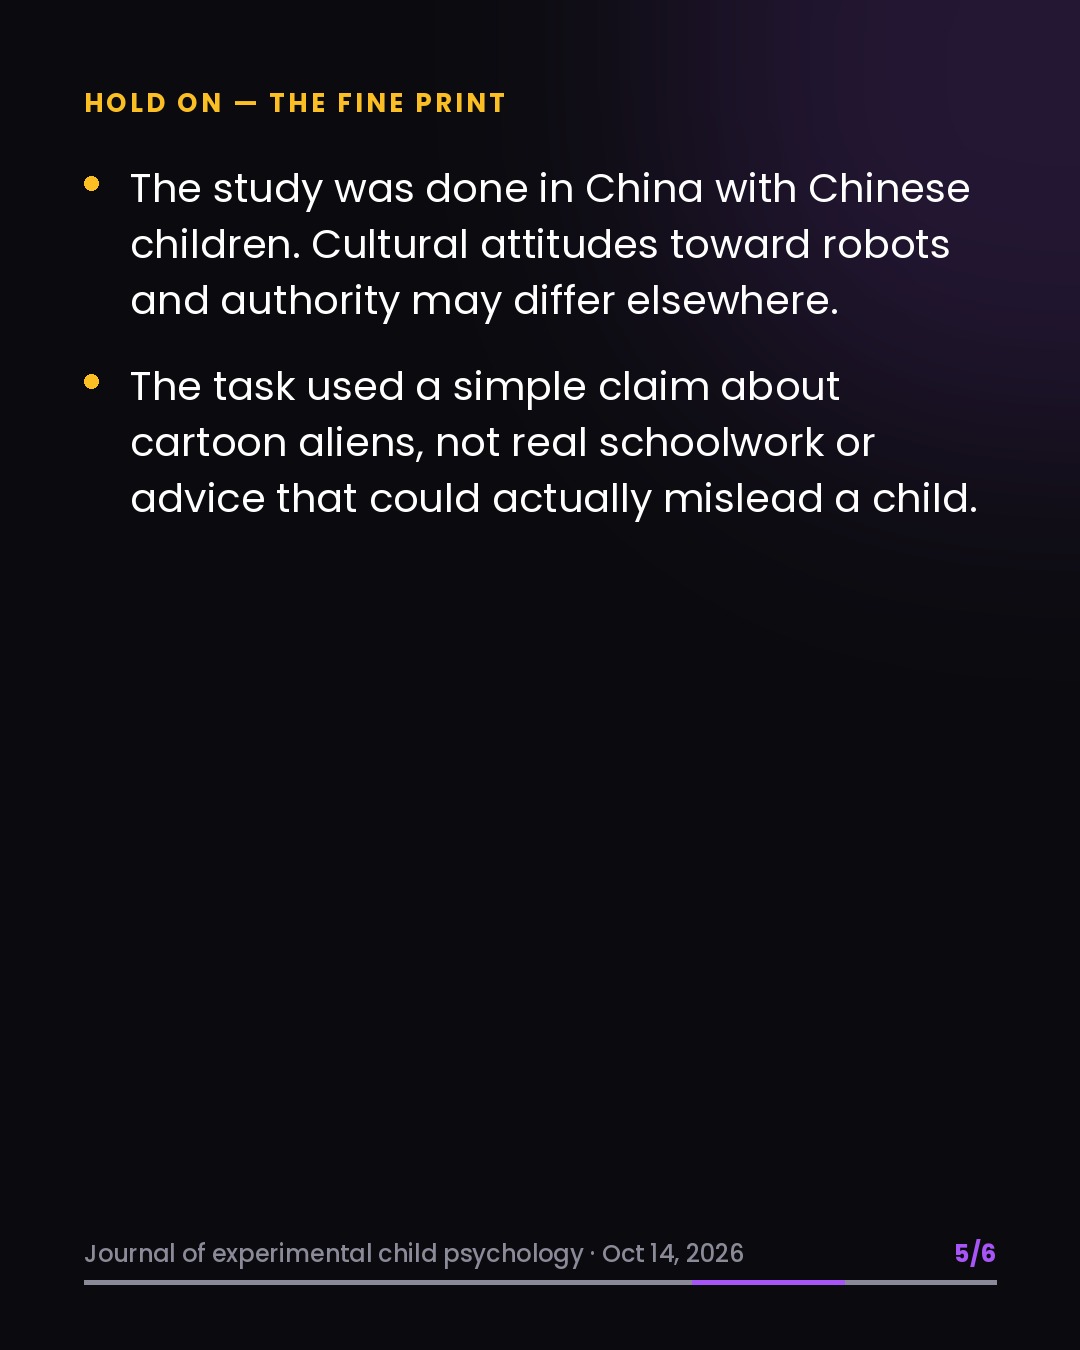 HOLD ON — THE FINE PRINT
The study was done in China with Chinese
children. Cultural attitudes toward robots
and authority may differ elsewhere.
The task used a simple claim about
cartoon aliens, not real schoolwork or
advice that could actually mislead a child.
Journal of experimental child psychology · Oct 14, 2026
5/6